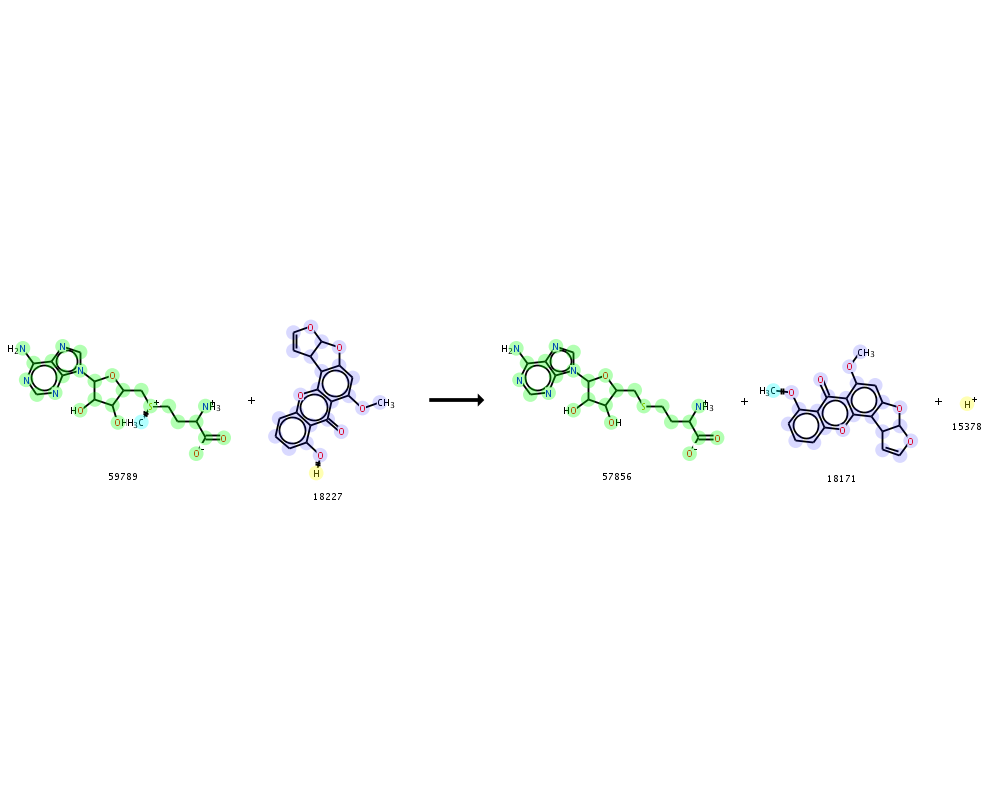 H2N N N N N O HO OH H3C S+ NH3+ O O-
59789
+
O O O O CH3 O O H
18227
H2N N N N N O HO OH S NH3+ O O-
57856
+
H3C O O O O CH3 O O
18171
+
H+
15378